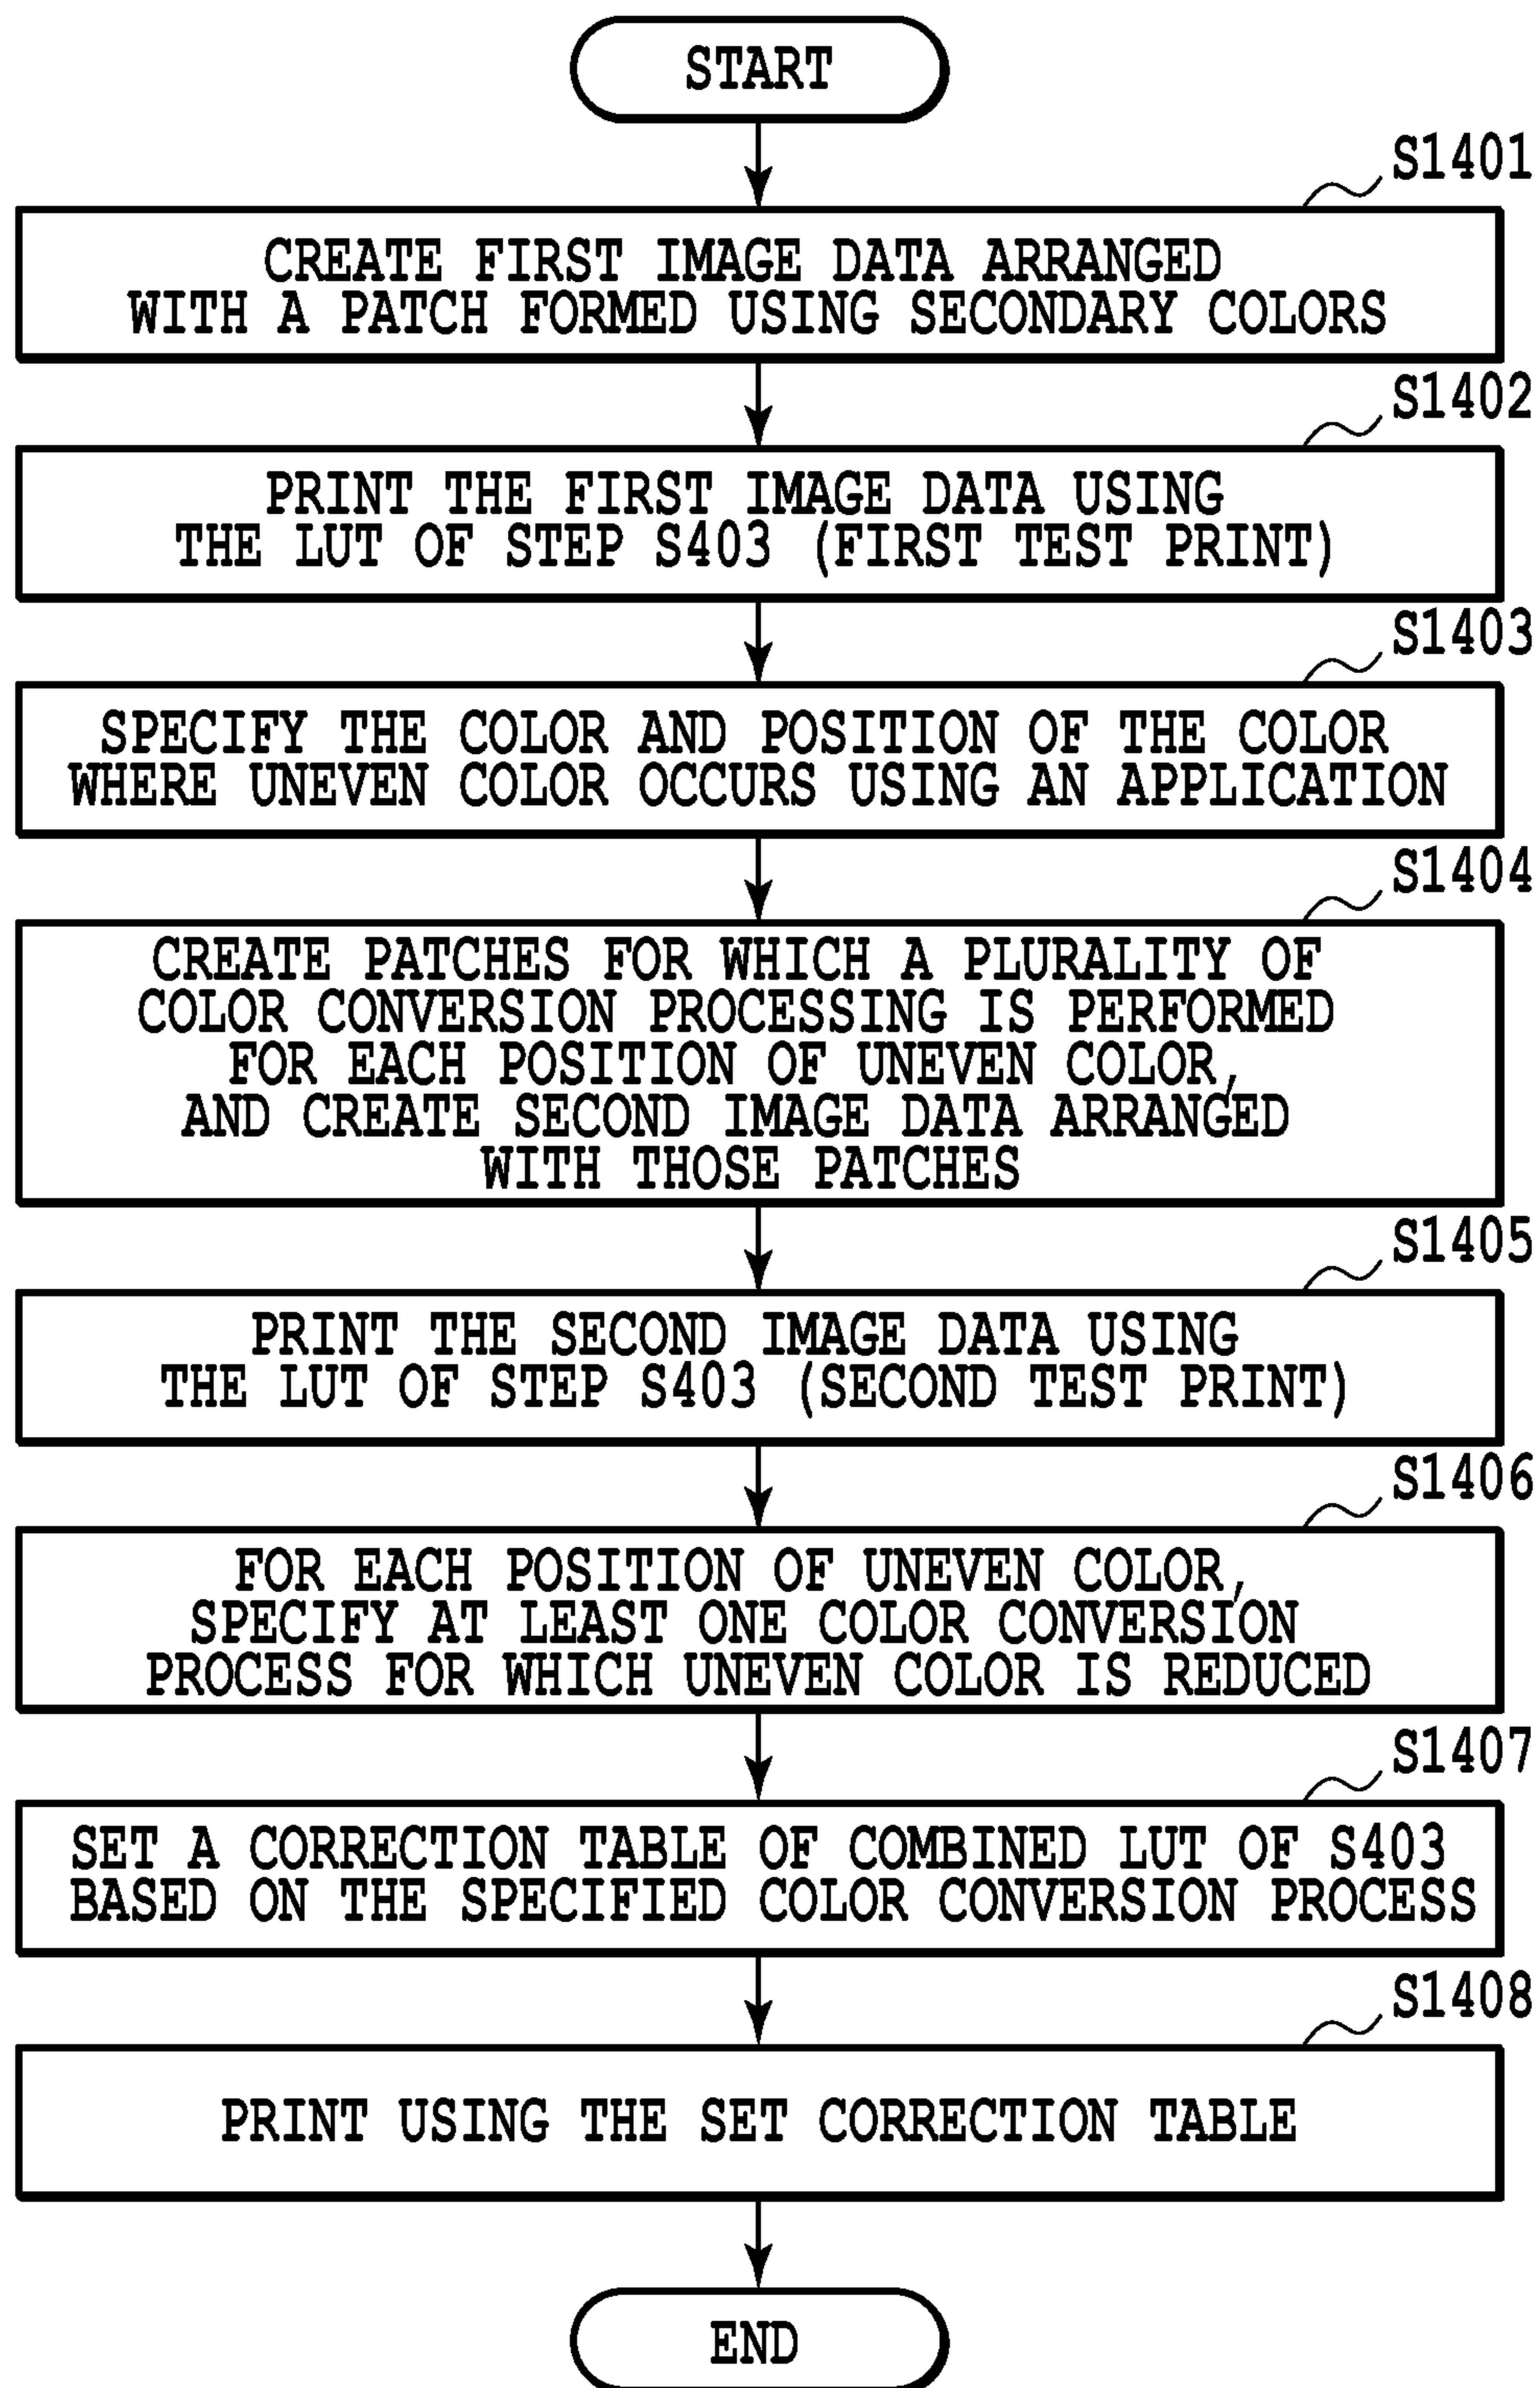 START
S1401
CREATE FIRST IMAGE DATA ARRANGED
WITH A PATCH FORMED USING SECONDARY COLORS
S1402
PRINT THE FIRST IMAGE DATA USING
THE LUT OF STEP S403 (FIRST TEST PRINT)
S1403
SPECIFY THE COLOR AND POSITION OF THE COLOR
WHERE UNEVEN COLOR OCCURS USING AN APPLICATION
S1404
CREATE PATCHES FOR WHICH A PLURALITY OF
COLOR CONVERSION PROCESSING IS PERFORMED
FOR EACH POSITION OF UNEVEN COLOR,
AND CREATE SECOND IMAGE DATA ARRANGED
WITH THOSE PATCHES
S1405
PRINT THE SECOND IMAGE DATA USING
THE LUT OF STEP S403 (SECOND TEST PRINT)
S1406
FOR EACH POSITION OF UNEVEN COLOR,
SPECIFY AT LEAST ONE COLOR CONVERSION
PROCESS FOR WHICH UNEVEN COLOR IS REDUCED
S1407
SET A CORRECTION TABLE OF COMBINED LUT OF S403
BASED ON THE SPECIFIED COLOR CONVERSION PROCESS
S1408
PRINT USING THE SET CORRECTION TABLE
END